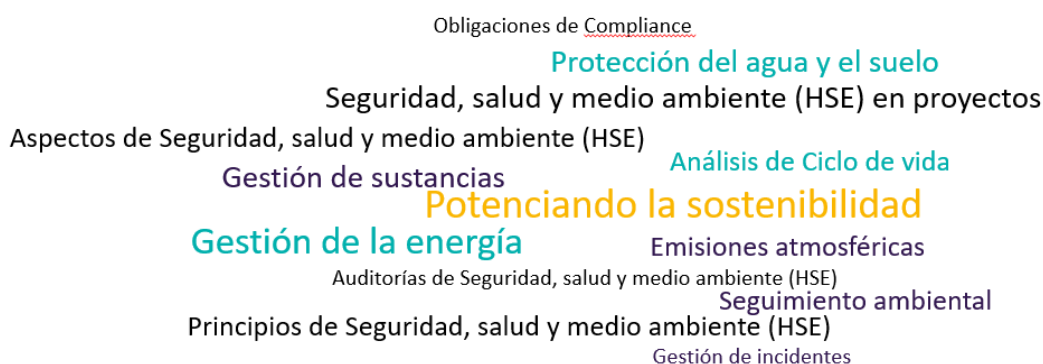 Obligaciones de Compliance
Protección del agua y el suelo
Seguridad, salud y medio ambiente (HSE) en proyectos
Aspectos de Seguridad, salud y medio ambiente (HSE)
Análisis de Ciclo de vida
Gestión de sustancias
Potenciando la sostenibilidad
Gestión de la energía
Emisiones atmosféricas
Auditorías de Seguridad, salud y medio ambiente (HSE)
Seguimiento ambiental
Principios de Seguridad, salud y medio ambiente (HSE)
Gestión de incidentes